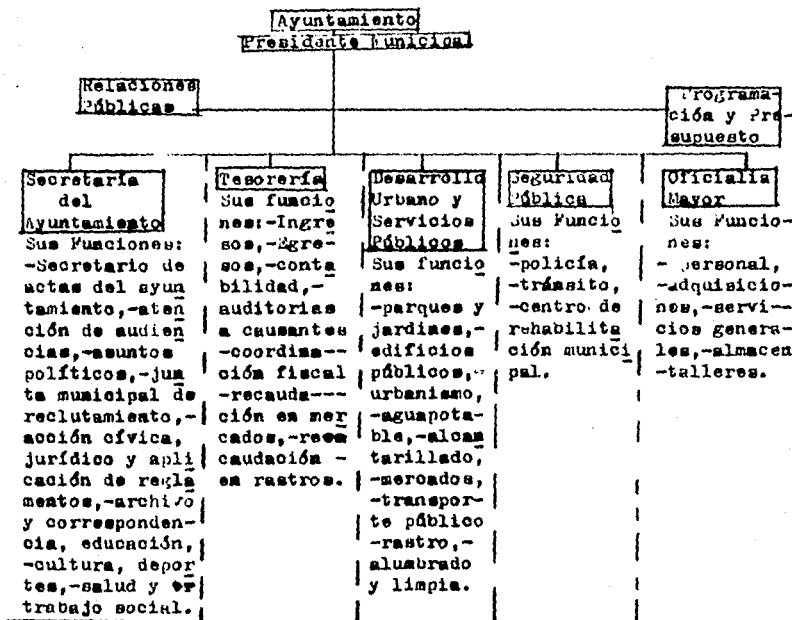 Ayuntamiento
Presidente Municipal
Relaciones
Públicas
Programa-
ción y Pre-
supuesto
Secretaría
del
Ayuntamiento
Sus Funciones:
-Secretario de
actas del ayun
tamiento,-aten
ción de audien
cias,-asuntos
políticos,-jun
ta municipal de
reclutamiento,-
acción cívica,
jurídico y apli
cación de regla
mentos,-archivo
y corresponden-
cia, educación,
-cultura, depor
tes,-salud y
trabajo social.
Tesorería
Sus funcio
nes:-Ingre
sos,-Egre-
sos,-conta
bilidad,-
auditorias
a causantes
-coordina--
ción fiscal
-recauda---
ción en mer
cados,-reca
caudación -
en rastros.
Desarrollo
Urbano y
Servicios
Públicos
Sus funcio
nes:
-parques y
jardines,-
edificios
públicos,-
urbanismo,
-aguapota-
ble,-alcan
tarillado,
-mercados,
-transpor-
te público
-rastro,-
alumbrado
y limpia.
Seguridad
Pública
Sus Funcio
nes:
-policía,
-tránsito,
-centro de
rehabilita
ción munici
pal.
Oficialia
Mayor
Sus Funcio-
nes:
- personal,
-adquisicio-
nes,-servi--
cios genera-
les,-almacen
-talleres.